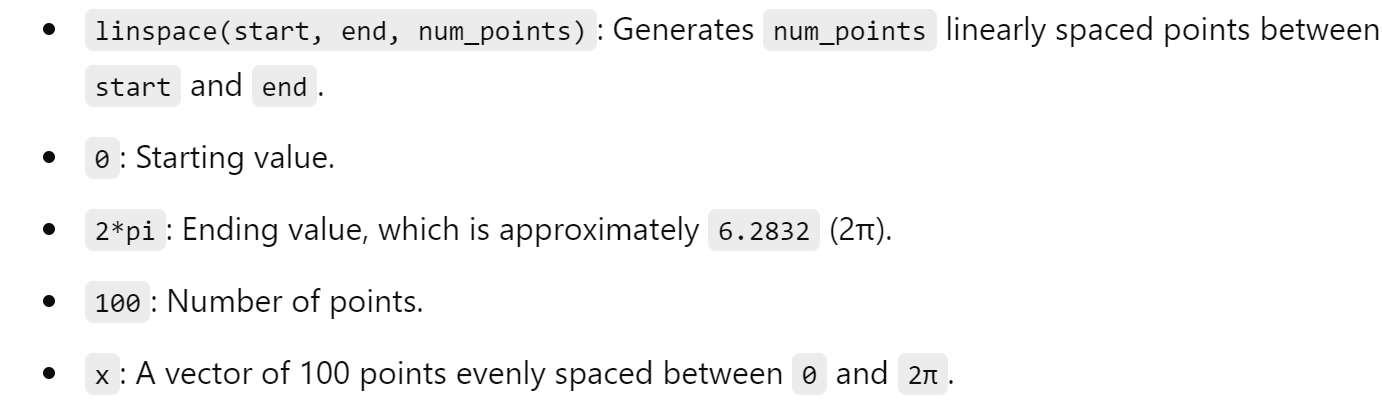 • linspace(start, end, num_points): Generates num_points linearly spaced points between
start and end.
• 0: Starting value.
• 2*pi: Ending value, which is approximately 6.2832 (2π).
• 100: Number of points.
• x: A vector of 100 points evenly spaced between 0 and 2π.